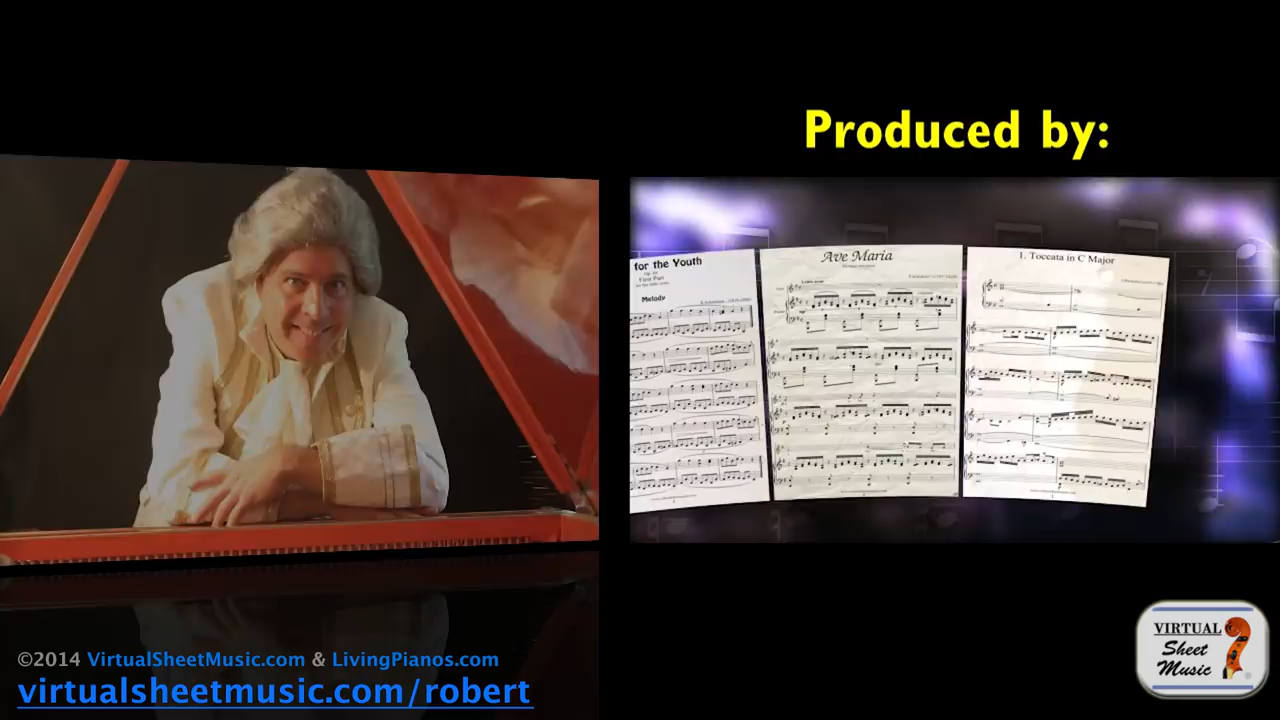 Produced by:
for the Youth
Melody
Ave Maria
1. Toccata in C Major
©2014 VirtualSheetMusic.com & LivingPianos.com
virtualsheetmusic.com/robert
VIRTUAL
Sheet
Music